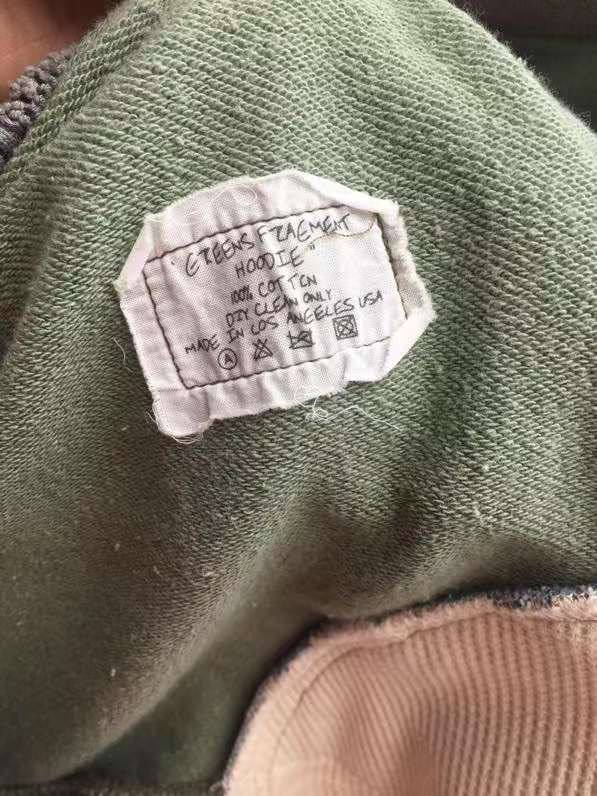 "GREENS FRAGMENT
HOODIE"
100% COTTON
DRY CLEAN ONLY
MADE IN LOS ANGELES USA
A